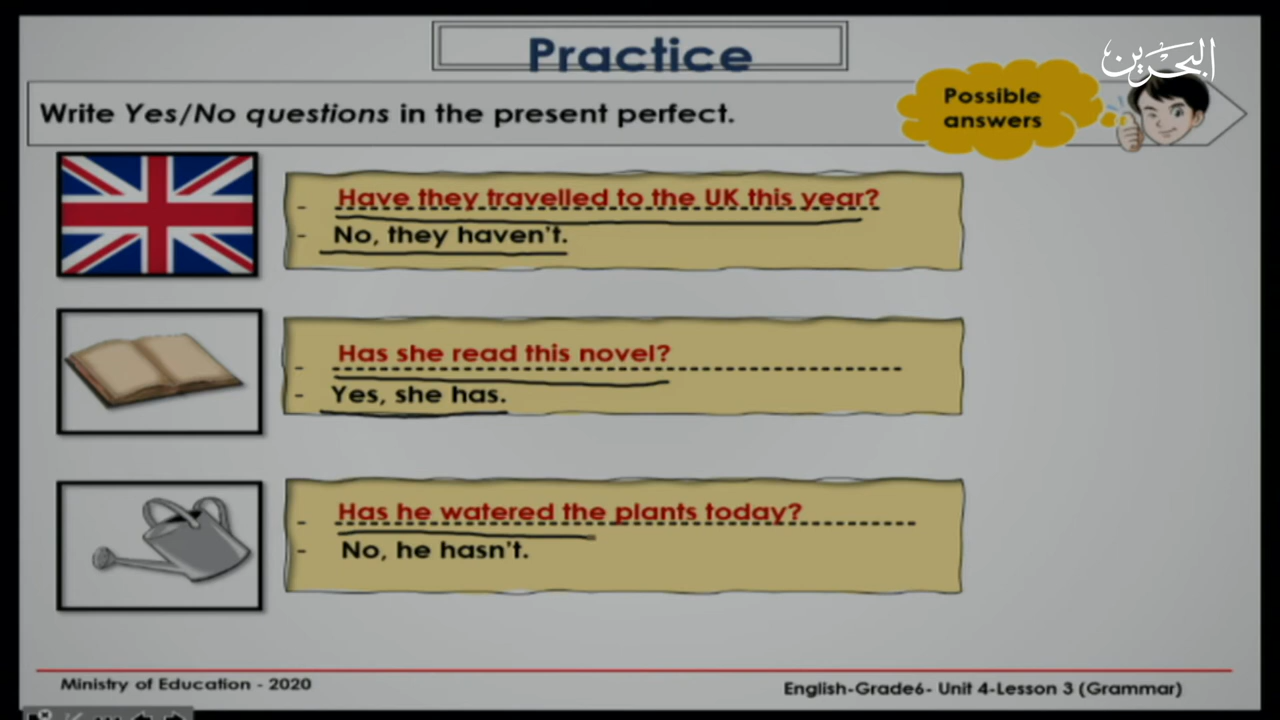 Practice
البحرين
Write Yes/No questions in the present perfect.
Possible
answers
- Have they travelled to the UK this year?
- No, they haven't.
- Has she read this novel?
- Yes, she has.
- Has he watered the plants today?
- No, he hasn't.
Ministry of Education - 2020
English-Grade6- Unit 4-Lesson 3 (Grammar)